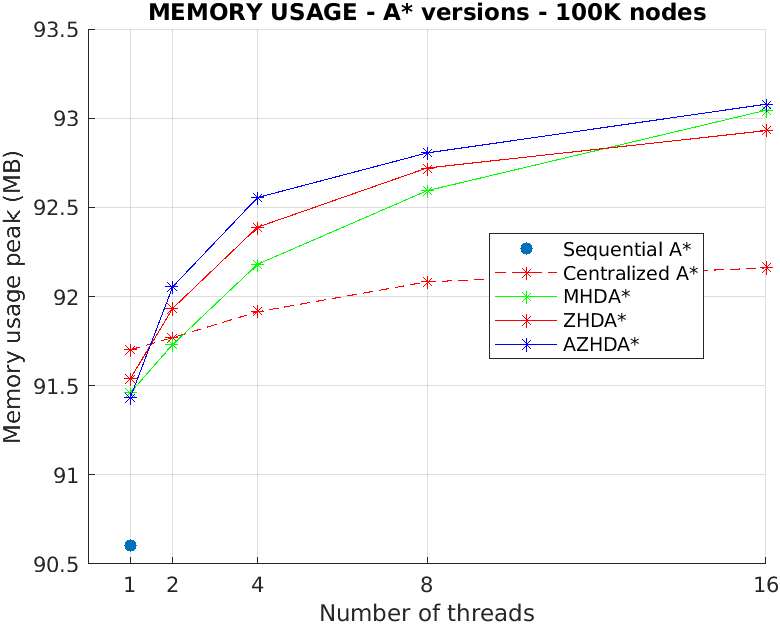 MEMORY USAGE - A* versions - 100K nodes
Memory usage peak (MB)
93.5
93
92.5
92
91.5
91
90.5
Sequential A*
Centralized A*
MHDA*
ZHDA*
AZHDA*
1 2 4 8 16
Number of threads